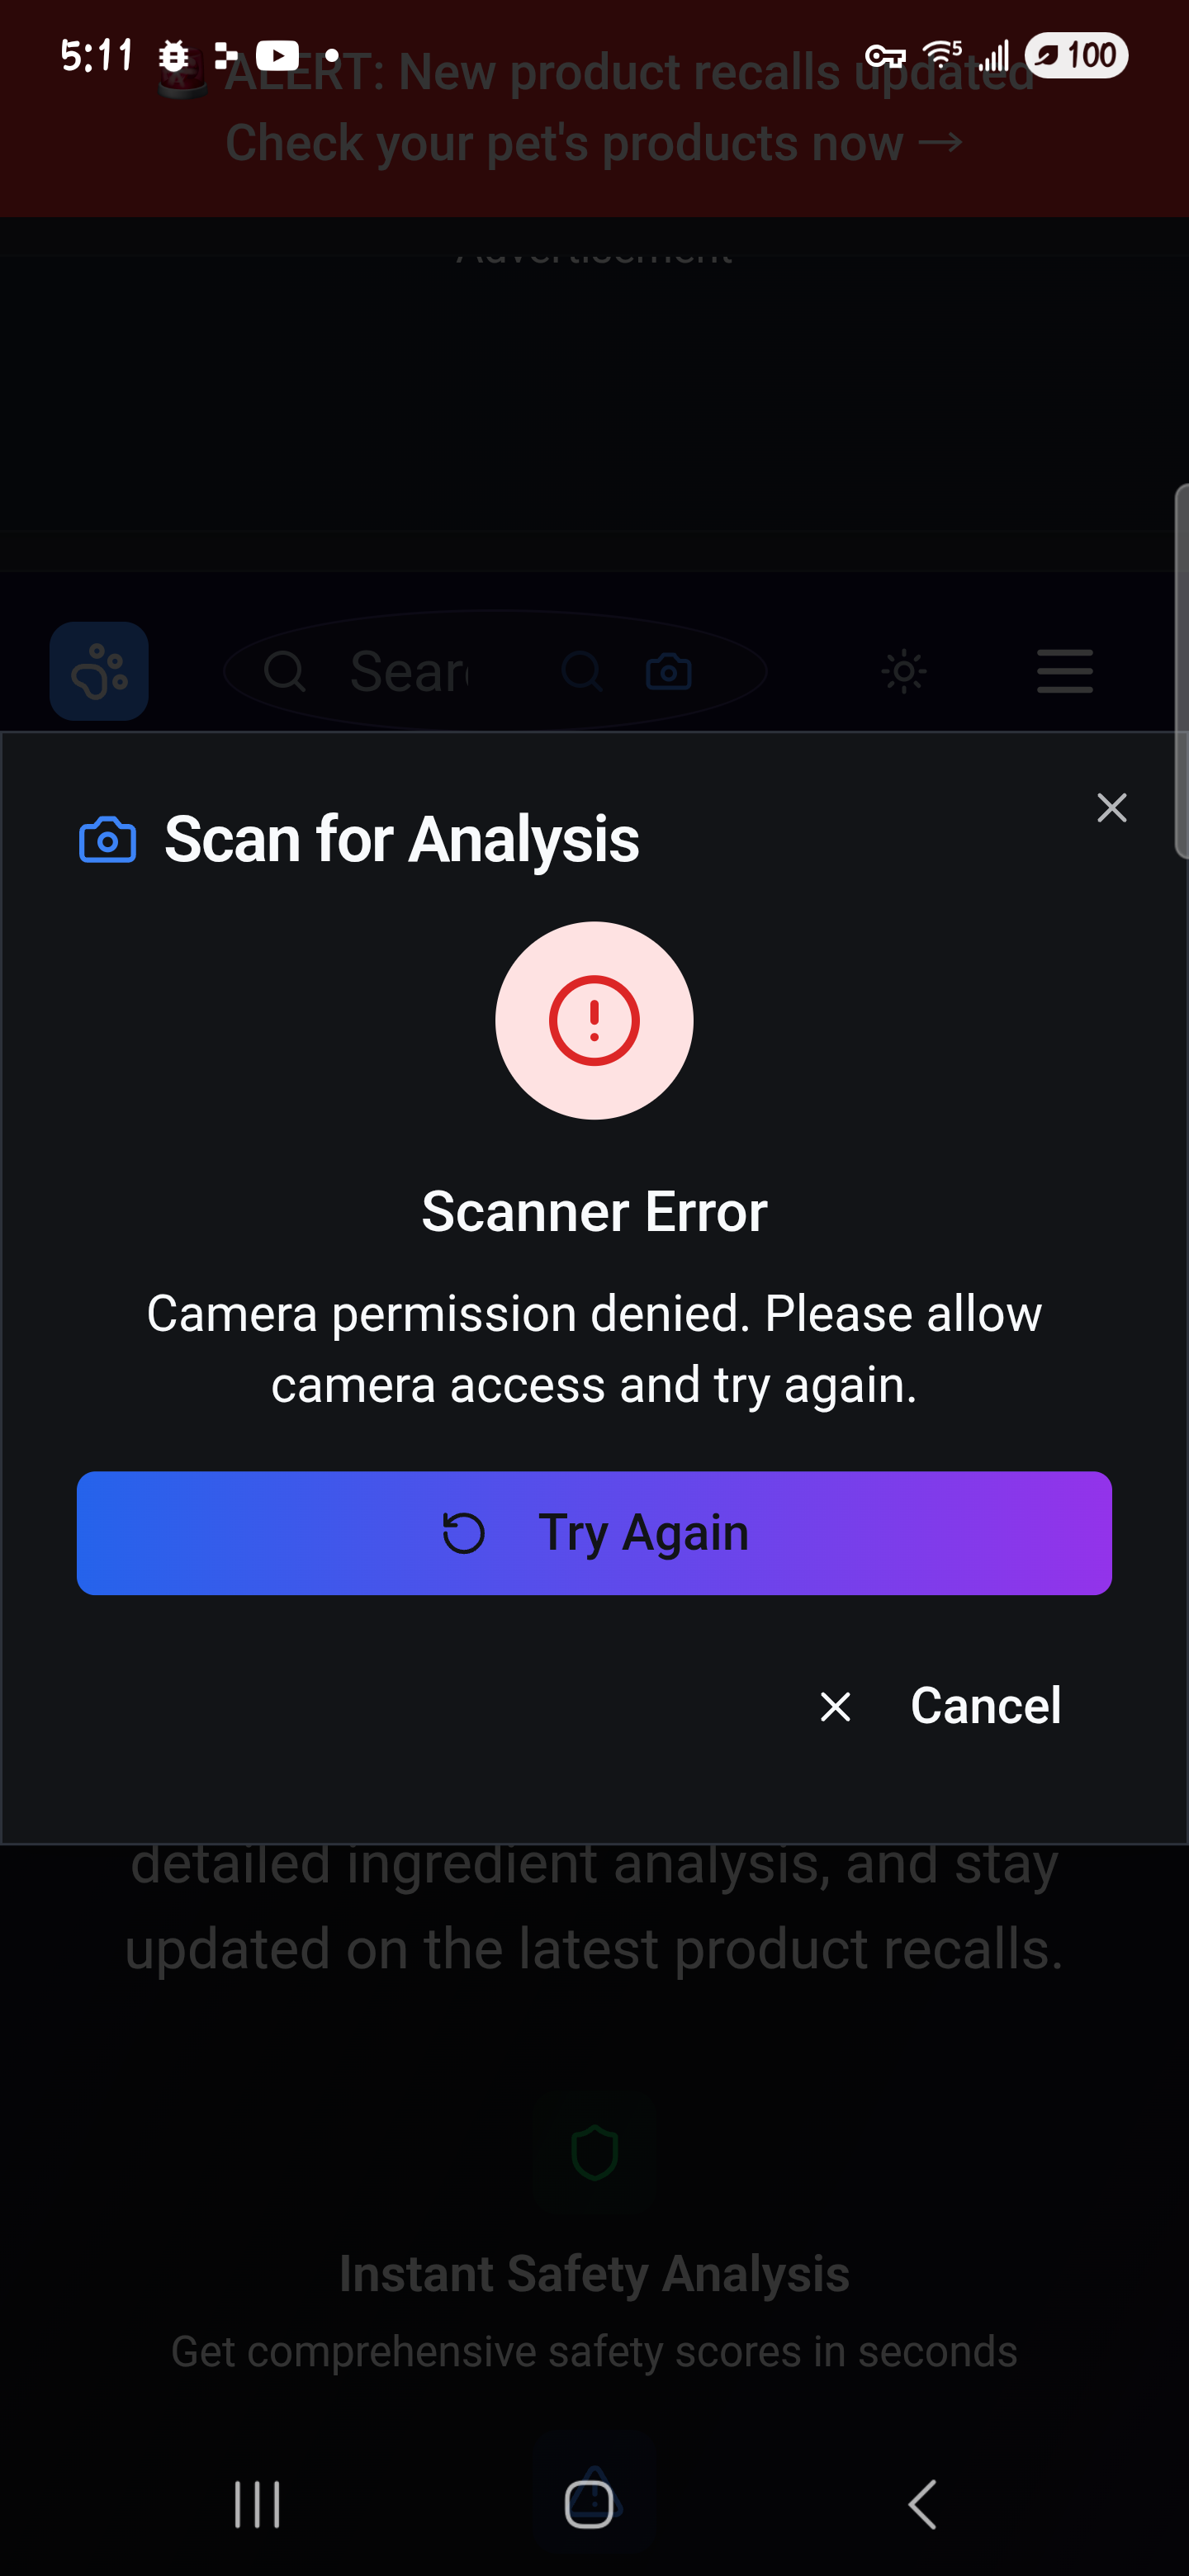 5:11
5
100
🚨 ALERT: New product recalls updated
Check your pet's products now →
Advertisement
Sear
Scan for Analysis
Scanner Error
Camera permission denied. Please allow
camera access and try again.
Try Again
Cancel
detailed ingredient analysis, and stay
updated on the latest product recalls.
Instant Safety Analysis
Get comprehensive safety scores in seconds